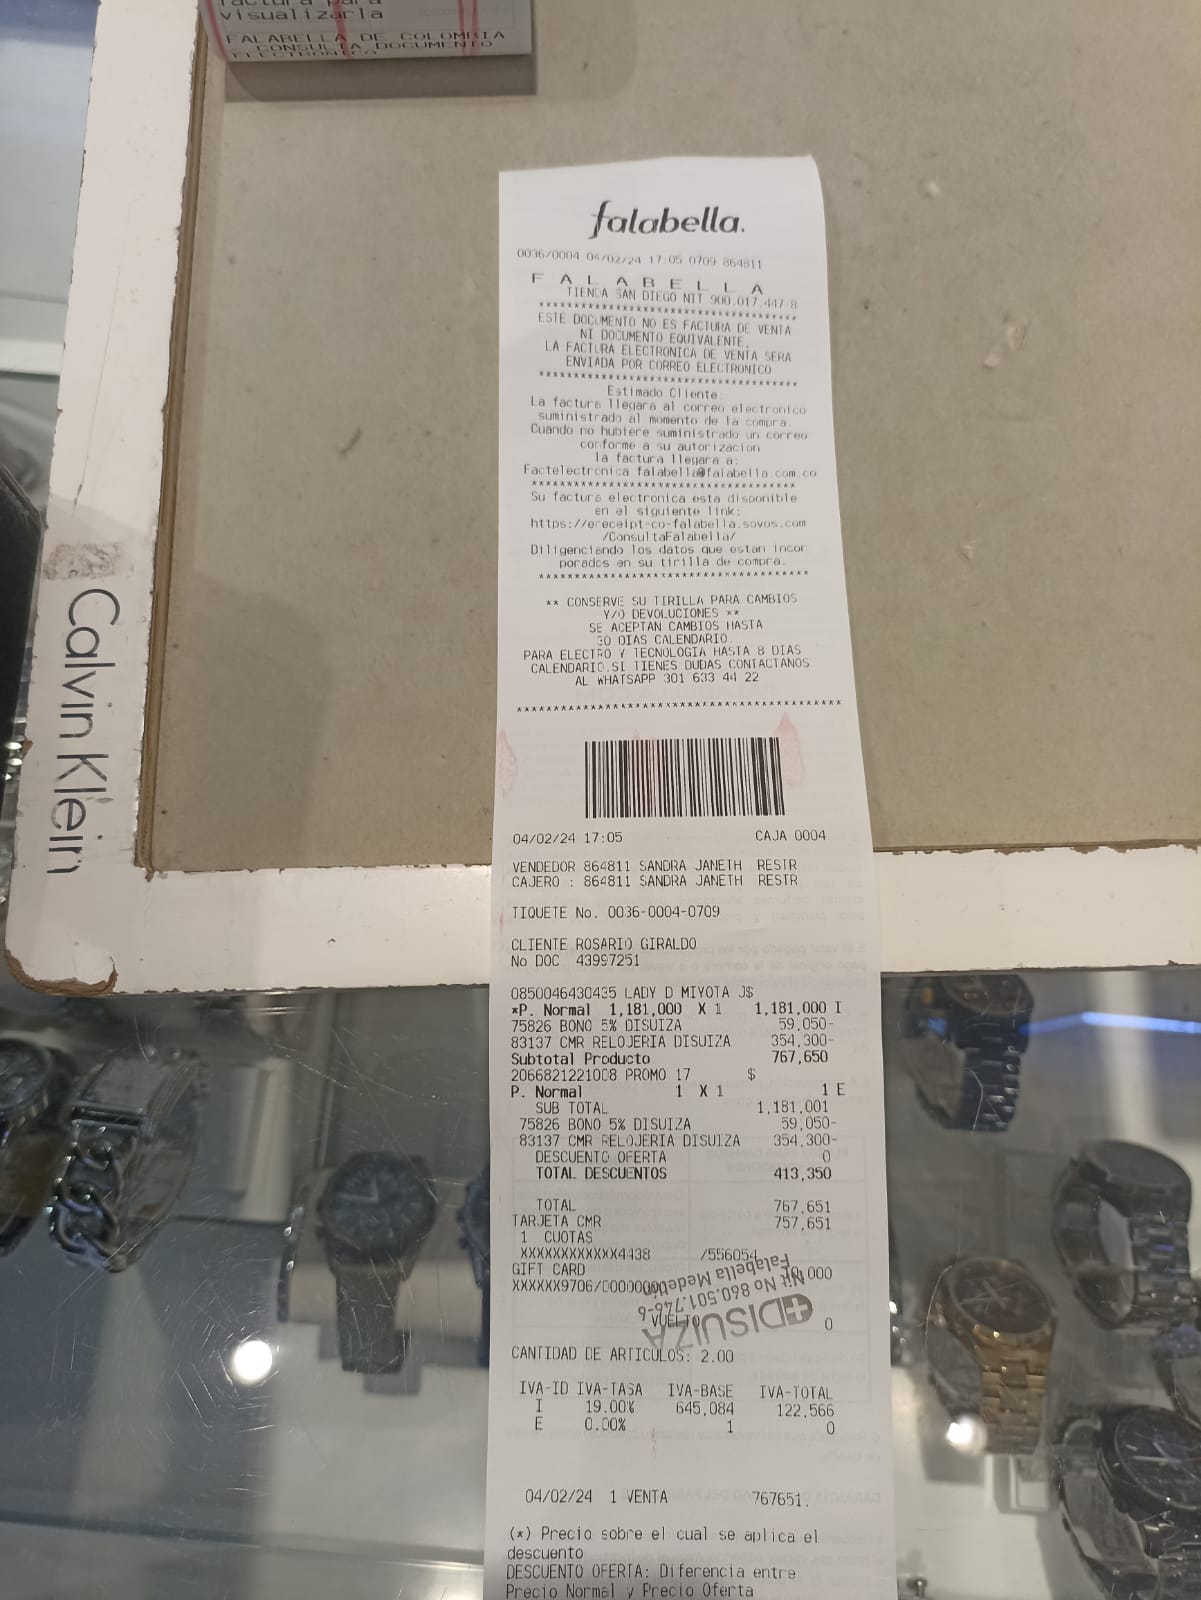 factura para
visualizarla
FALABELLA DE COLOMBIA
- CONSULTA DOCUMENTO
ELECTRONICO
Calvin Klein
falabella.
0036/0004 04/02/24 17:05 0709 864811
F A L A B E L L A
TIENDA SAN DIEGO NIT 900.017.447-8
****************************************
ESTE DOCUMENTO NO ES FACTURA DE VENTA
NI DOCUMENTO EQUIVALENTE.
LA FACTURA ELECTRONICA DE VENTA SERA
ENVIADA POR CORREO ELECTRONICO
****************************************
Estimado Cliente:
La factura llegara al correo electronico
suministrado al momento de la compra.
Cuando no hubiere suministrado un correo
conforme a su autorizacion
la factura llegara a:
Factelectronica falabella@falabella.com.co
****************************************
Su factura electronica esta disponible
en el siguiente link:
https://ereceipt-co-falabella.sovos.com
/ConsultaFalabella/
Diligenciando los datos que estan incor
porados en su tirilla de compra.
****************************************
** CONSERVE SU TIRILLA PARA CAMBIOS
Y/O DEVOLUCIONES **
SE ACEPTAN CAMBIOS HASTA
30 DIAS CALENDARIO.
PARA ELECTRO Y TECNOLOGIA HASTA 8 DIAS
CALENDARIO.SI TIENES DUDAS CONTACTANOS
AL WHATSAPP 301 633 44 22
****************************************
04/02/24 17:05 CAJA 0004
VENDEDOR 864811 SANDRA JANETH RESTR
CAJERO : 864811 SANDRA JANETH RESTR
TIQUETE No. 0036-0004-0709
CLIENTE ROSARIO GIRALDO
No DOC 43997251
0850046430435 LADY D MIYOTA J$
*P. Normal 1,181,000 X 1 1,181,000 I
75826 BONO 5% DISUIZA 59,050-
83137 CMR RELOJERIA DISUIZA 354,300-
Subtotal Producto 767,650
2066821221008 PROMO 17 $
P. Normal 1 X 1 1 E
SUB TOTAL 1,181,001
75826 BONO 5% DISUIZA 59,050-
83137 CMR RELOJERIA DISUIZA 354,300-
DESCUENTO OFERTA 0
TOTAL DESCUENTOS 413,350
TOTAL 767,651
TARJETA CMR 757,651
1 CUOTAS
XXXXXXXXXXXX4438 /556054
GIFT CARD 10,000
XXXXXX9706/0000000
VUELTO 0
DISUIZA
Nit No 860.501.746-6
Falabella Medellin
CANTIDAD DE ARTICULOS: 2.00
IVA-ID IVA-TASA IVA-BASE IVA-TOTAL
I 19.00% 645,084 122,566
E 0.00% 1 0
04/02/24 1 VENTA 767651.
(*) Precio sobre el cual se aplica el
descuento
DESCUENTO OFERTA: Diferencia entre
Precio Normal y Precio Oferta